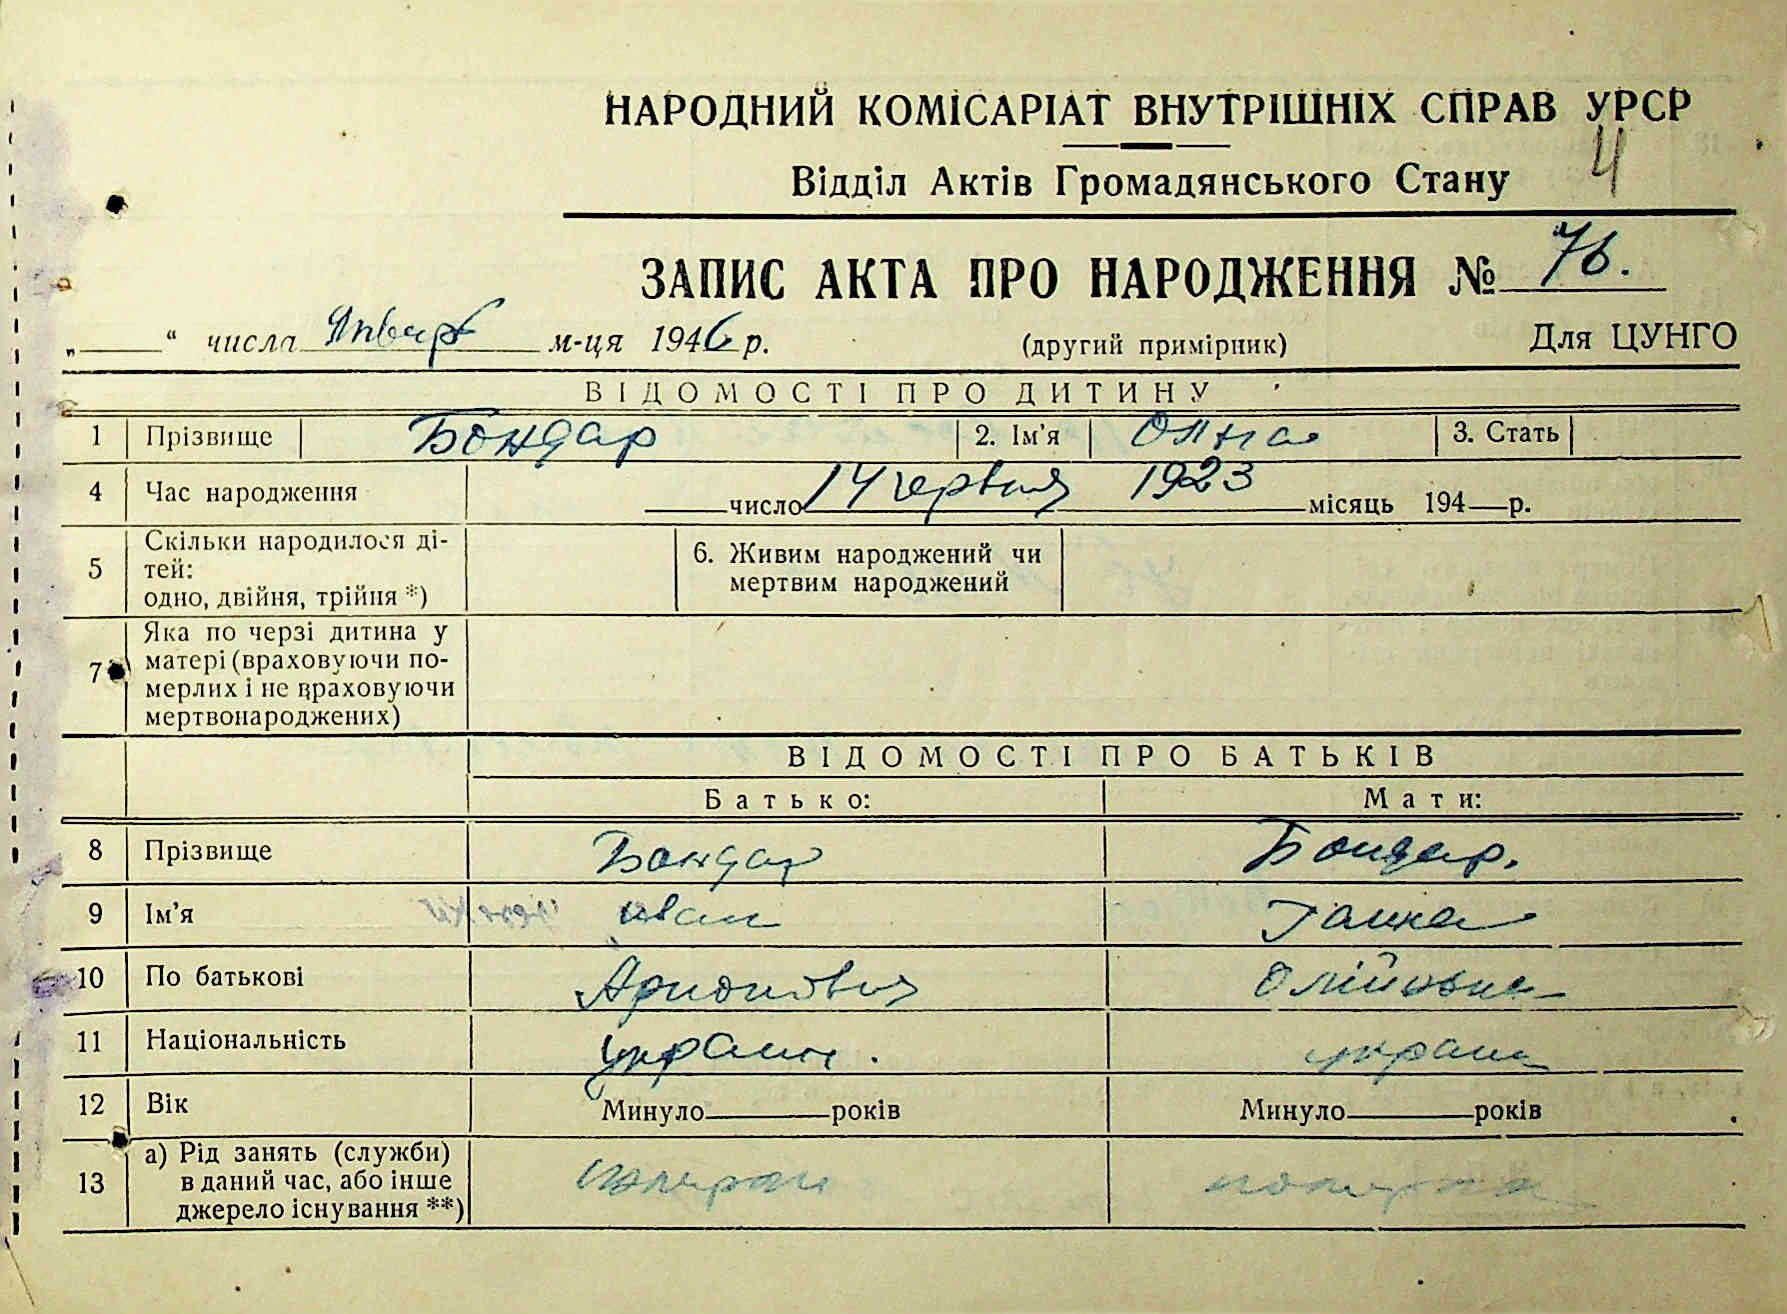 НАРОДНИЙ КОМІСАРІАТ ВНУТРІШНІХ СПРАВ УРСР
4
Відділ Актів Громадянського Стану
ЗАПИС АКТА ПРО НАРОДЖЕННЯ № 76.
„ “ числа Январь м-ця 1946 р. (другий примірник) Для ЦУНГО
ВІДОМОСТІ ПРО ДИТИНУ
1 Прізвище Бондар 2. Ім'я 3. Стать
4 Час народження число 14 червня 1923 місяць 194 р.
5 Скільки народилося ді-
тей:
одно, двійня, трійня *)
6. Живим народжений чи
мертвим народжений
7 Яка по черзі дитина у
матері (враховуючи по-
мерлих і не враховуючи
мертвонароджених)
ВІДОМОСТІ ПРО БАТЬКІВ
Батько: Мати:
8 Прізвище Бондар Бондар.
9 Ім'я иван Ганна
10 По батькові
11 Національність украин. украин
12 Вік Минуло років Минуло років
13 а) Рід занять (служби)
в даний час, або інше
джерело існування **)